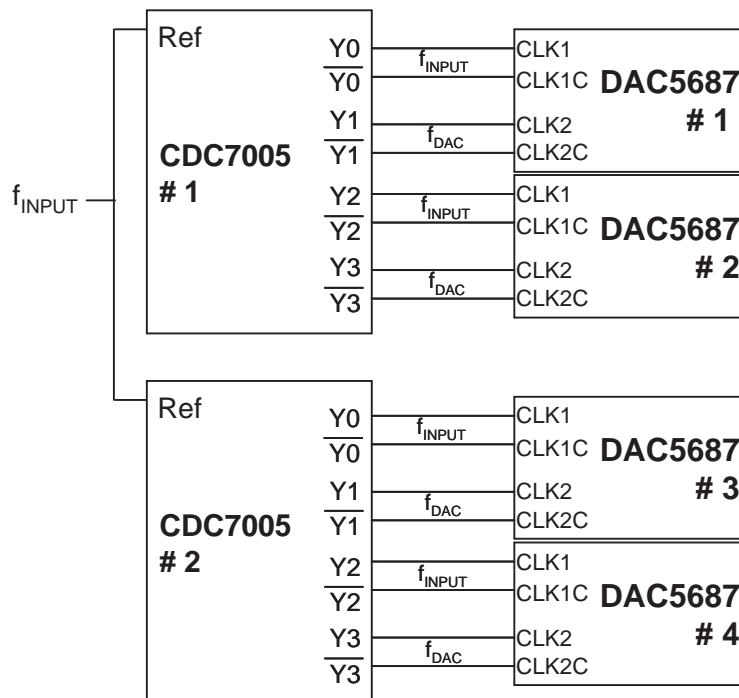 f_INPUT
Ref
CDC7005
# 1
Y0
Y0
Y1
Y1
Y2
Y2
Y3
Y3
f_INPUT
f_DAC
f_INPUT
f_DAC
CLK1
CLK1C
CLK2
CLK2C
DAC5687
# 1
CLK1
CLK1C
CLK2
CLK2C
DAC5687
# 2
Ref
CDC7005
# 2
Y0
Y0
Y1
Y1
Y2
Y2
Y3
Y3
f_INPUT
f_DAC
f_INPUT
f_DAC
CLK1
CLK1C
CLK2
CLK2C
DAC5687
# 3
CLK1
CLK1C
CLK2
CLK2C
DAC5687
# 4